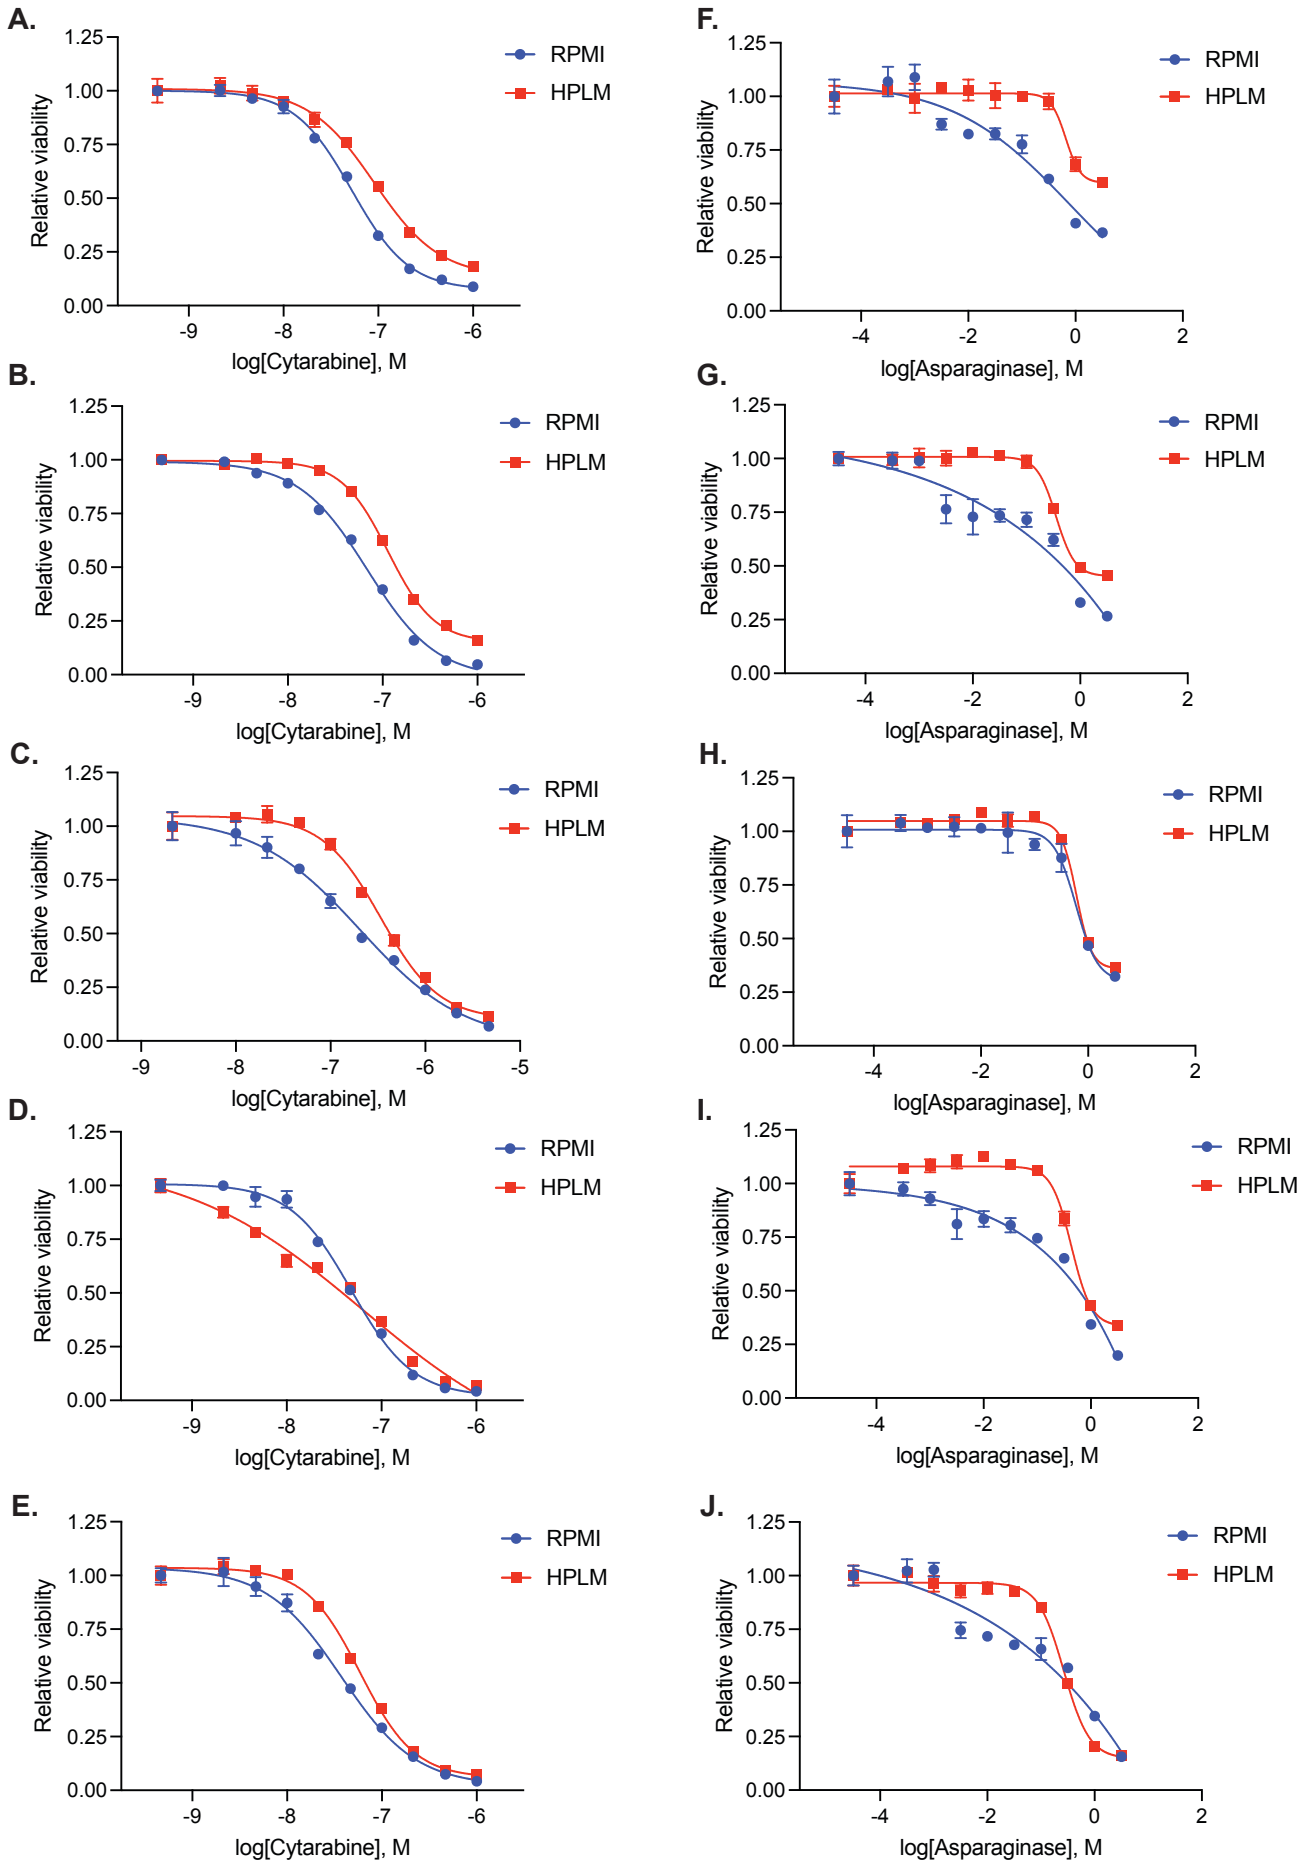 A.
1.25
1.00
0.75
0.50
0.25
0.00
Relative viability
-9 -8 -7 -6
log[Cytarabine], M
RPMI
HPLM
B.
1.25
1.00
0.75
0.50
0.25
0.00
Relative viability
-9 -8 -7 -6
log[Cytarabine], M
RPMI
HPLM
C.
1.25
1.00
0.75
0.50
0.25
0.00
Relative viability
-9 -8 -7 -6 -5
log[Cytarabine], M
RPMI
HPLM
D.
1.25
1.00
0.75
0.50
0.25
0.00
Relative viability
-9 -8 -7 -6
log[Cytarabine], M
RPMI
HPLM
E.
1.25
1.00
0.75
0.50
0.25
0.00
Relative viability
-9 -8 -7 -6
log[Cytarabine], M
RPMI
HPLM
F.
1.25
1.00
0.75
0.50
0.25
0.00
Relative viability
-4 -2 0 2
log[Asparaginase], M
RPMI
HPLM
G.
1.25
1.00
0.75
0.50
0.25
0.00
Relative viability
-4 -2 0 2
log[Asparaginase], M
RPMI
HPLM
H.
1.25
1.00
0.75
0.50
0.25
0.00
Relative viability
-4 -2 0 2
log[Asparaginase], M
RPMI
HPLM
I.
1.25
1.00
0.75
0.50
0.25
0.00
Relative viability
-4 -2 0 2
log[Asparaginase], M
RPMI
HPLM
J.
1.25
1.00
0.75
0.50
0.25
0.00
Relative viability
-4 -2 0 2
log[Asparaginase], M
RPMI
HPLM